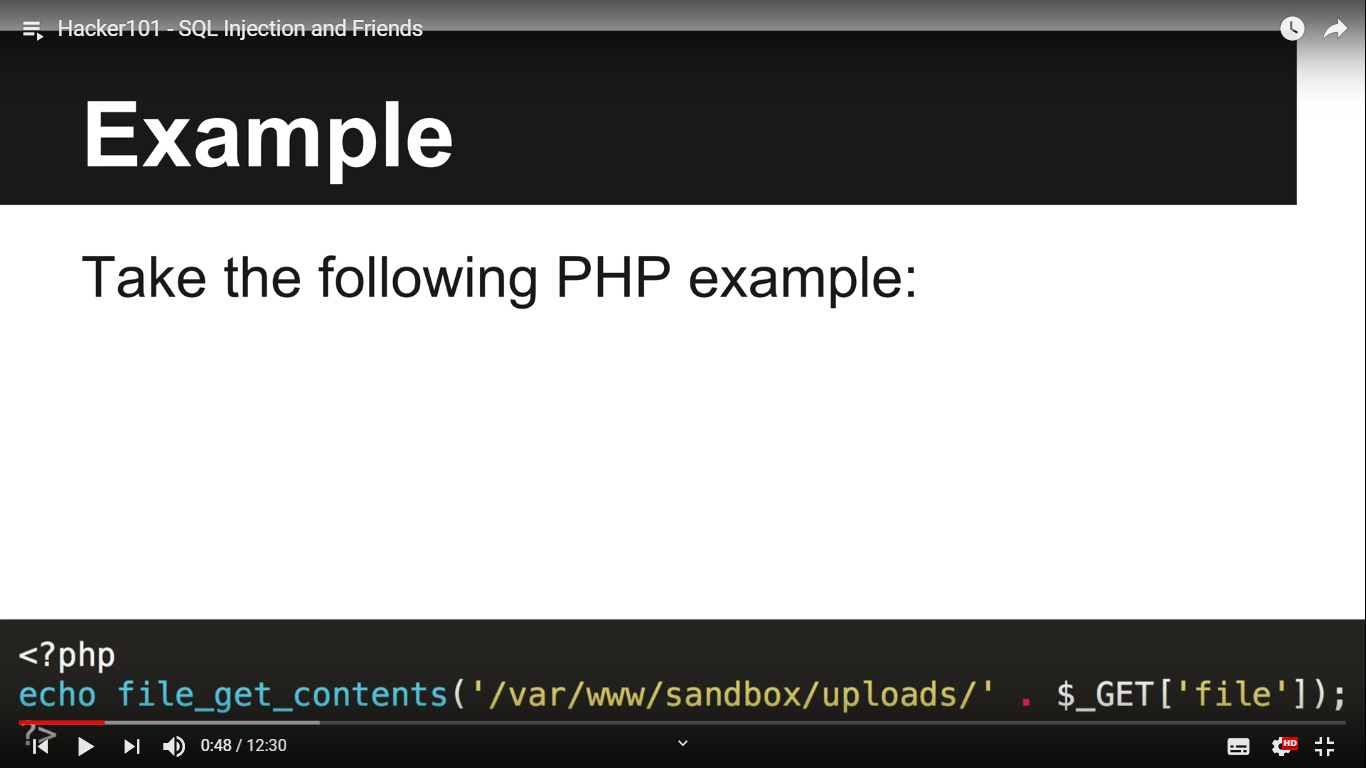 Hacker101 - SQL Injection and Friends
Example
Take the following PHP example:
<?php
echo file_get_contents('/var/www/sandbox/uploads/' . $_GET['file']);
?>
0:48 / 12:30
HD